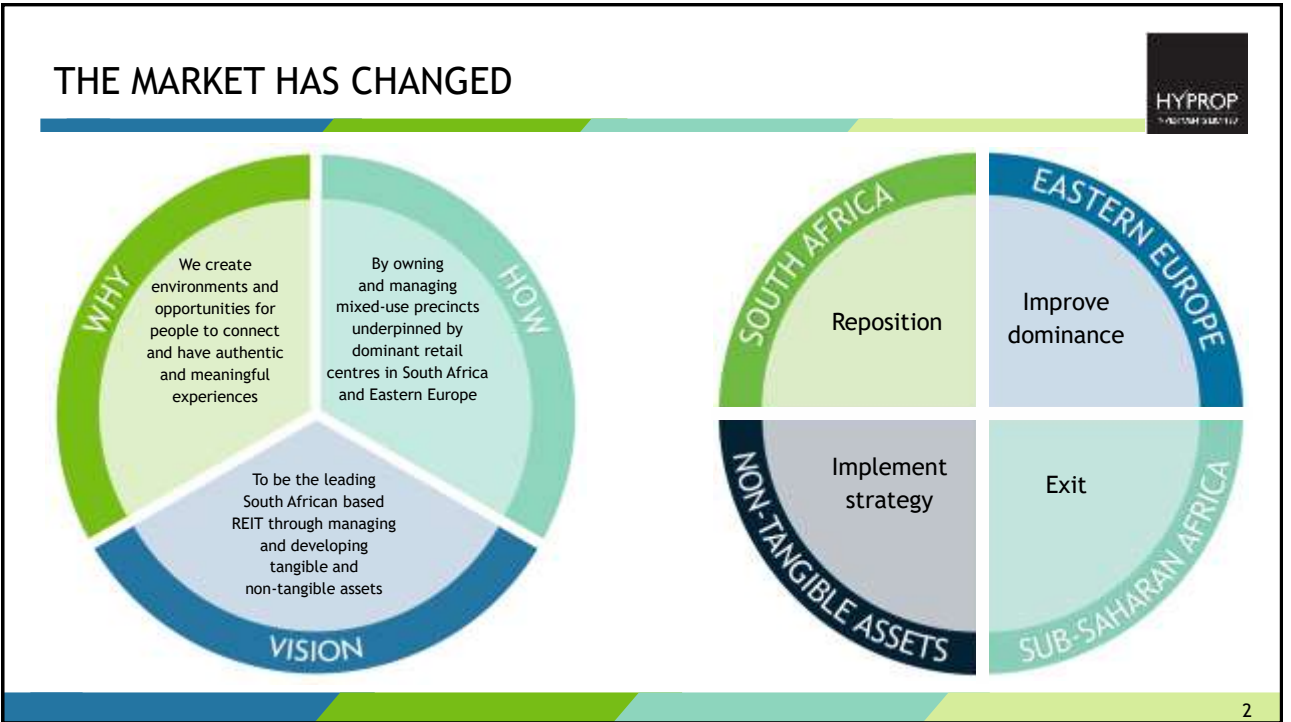 THE MARKET HAS CHANGED
HYPROP
WHY
We create
environments and
opportunities for
people to connect
and have authentic
and meaningful
experiences
HOW
By owning
and managing
mixed-use precincts
underpinned by
dominant retail
centres in South Africa
and Eastern Europe
To be the leading
South African based
REIT through managing
and developing
tangible and
non-tangible assets
VISION
SOUTH AFRICA
Reposition
EASTERN EUROPE
Improve
dominance
NON-TANGIBLE ASSETS
Implement
strategy
SUB-SAHARAN AFRICA
Exit
2